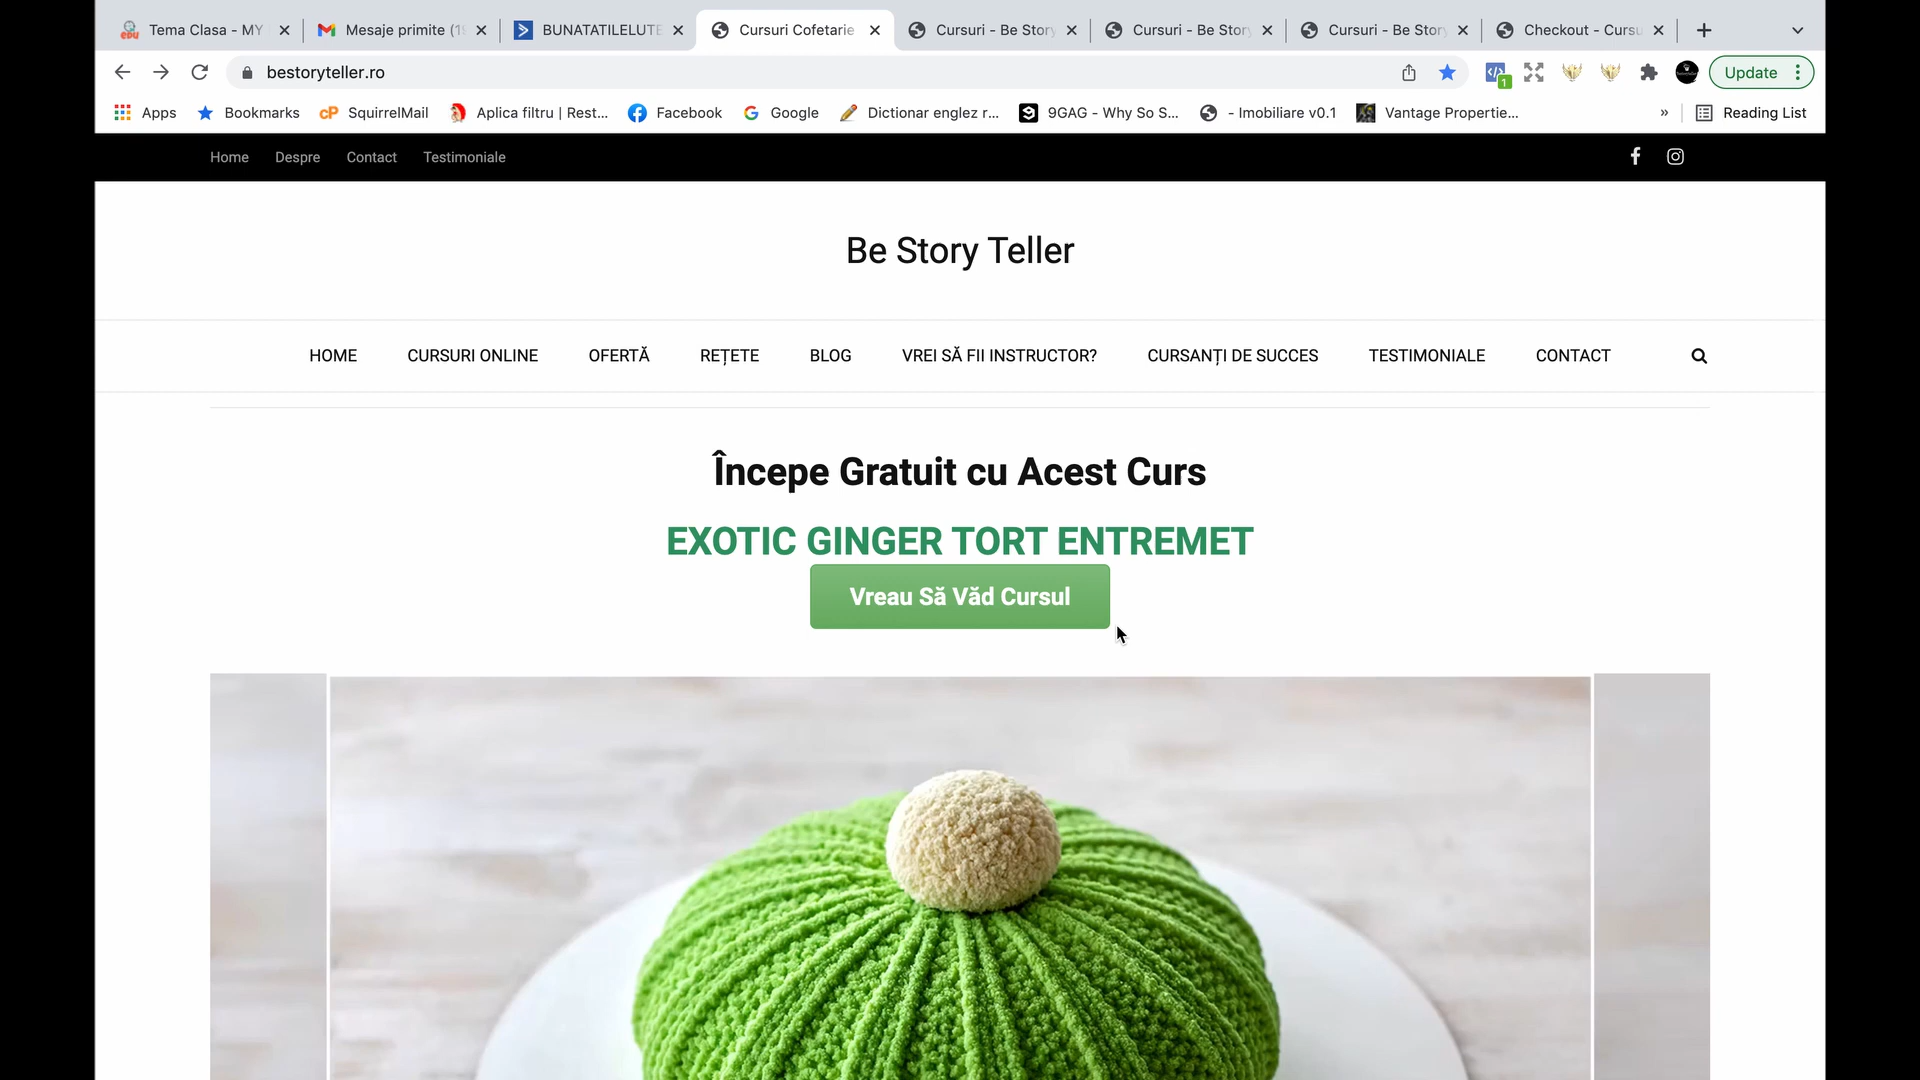 Tema Clasa - MY
Mesaje primite (1
BUNATATILELUTE
Cursuri Cofetarie
Cursuri - Be Story
Cursuri - Be Story
Cursuri - Be Story
Checkout - Cursu
bestoryteller.ro
1
Update
Apps
Bookmarks
cP SquirrelMail
Aplica filtru | Rest...
Facebook
Google
Dictionar englez r...
9GAG - Why So S...
- Imobiliare v0.1
Vantage Propertie...
»
Reading List
Home
Despre
Contact
Testimoniale
Be Story Teller
HOME
CURSURI ONLINE
OFERTĂ
REȚETE
BLOG
VREI SĂ FII INSTRUCTOR?
CURSANȚI DE SUCCES
TESTIMONIALE
CONTACT
Începe Gratuit cu Acest Curs
EXOTIC GINGER TORT ENTREMET
Vreau Să Văd Cursul